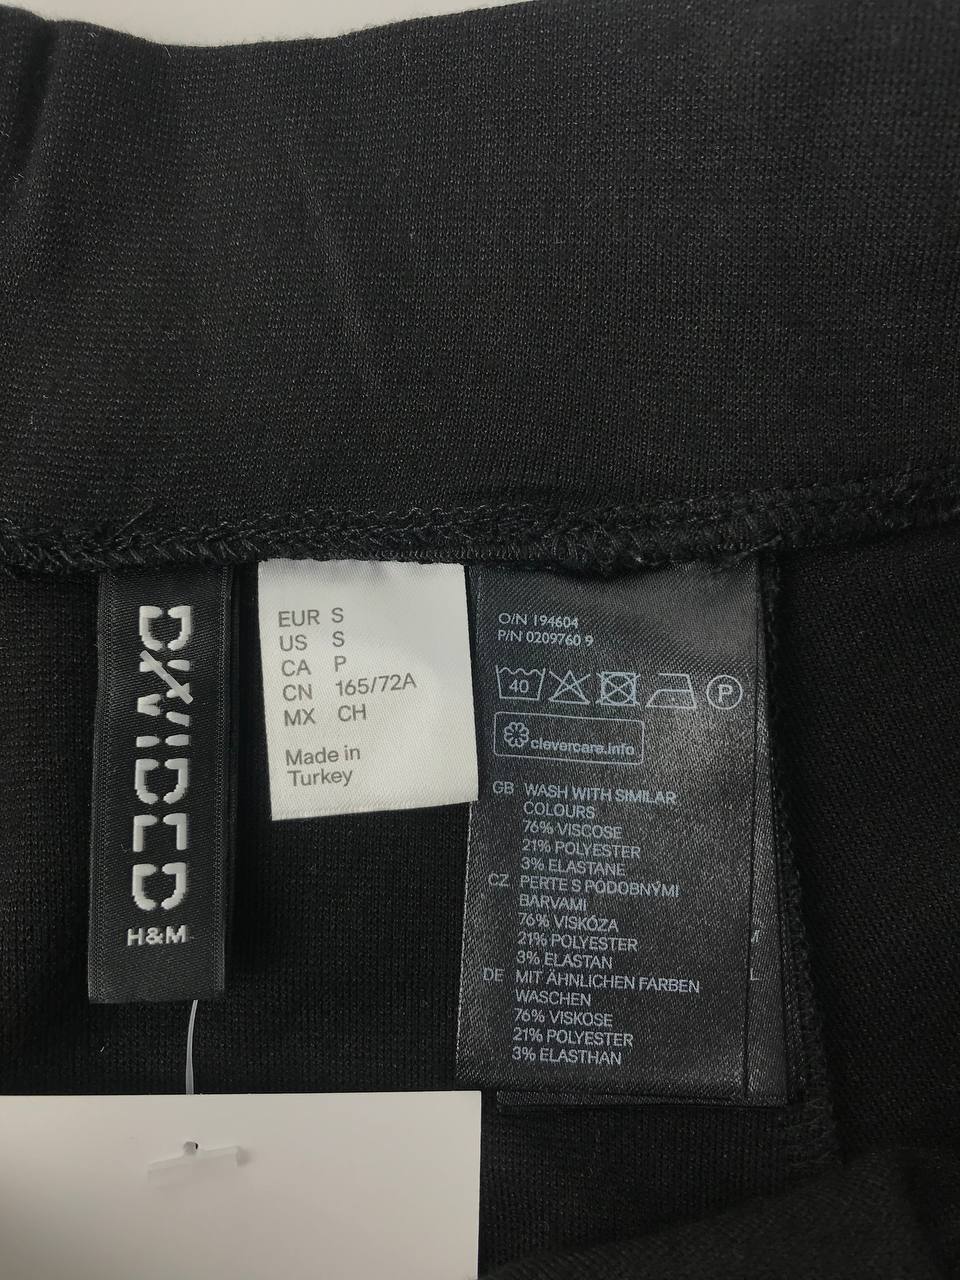 DIVIDED
H&M
EUR S
US S
CA P
CN 165/72A
MX CH
Made in
Turkey
O/N 194604
P/N 0209760 9
40
P
clevercare.info
GB WASH WITH SIMILAR
COLOURS
76% VISCOSE
21% POLYESTER
3% ELASTANE
CZ PERTE S PODOBNÝMI
BARVAMI
76% VISKÓZA
21% POLYESTER
3% ELASTAN
DE MIT ÄHNLICHEN FARBEN
WASCHEN
76% VISKOSE
21% POLYESTER
3% ELASTHAN